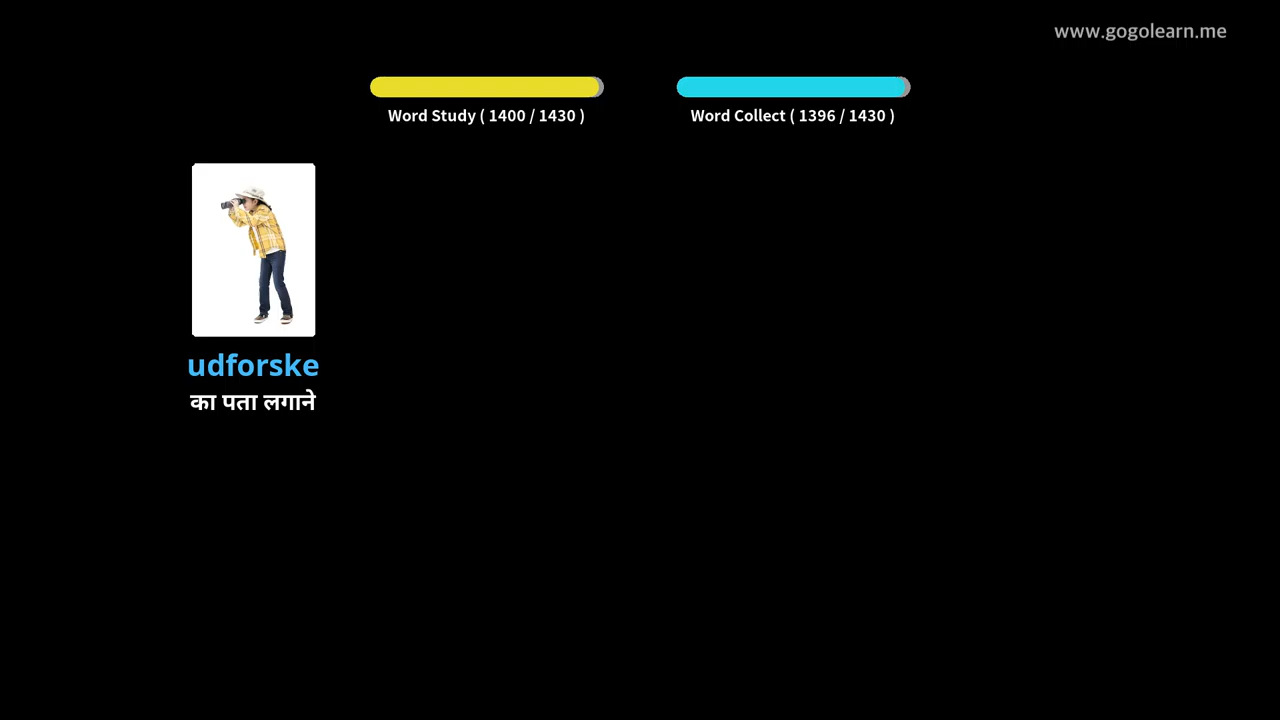 www.gogolearn.me
Word Study ( 1400 / 1430 )
Word Collect ( 1396 / 1430 )
udforske
का पता लगाने